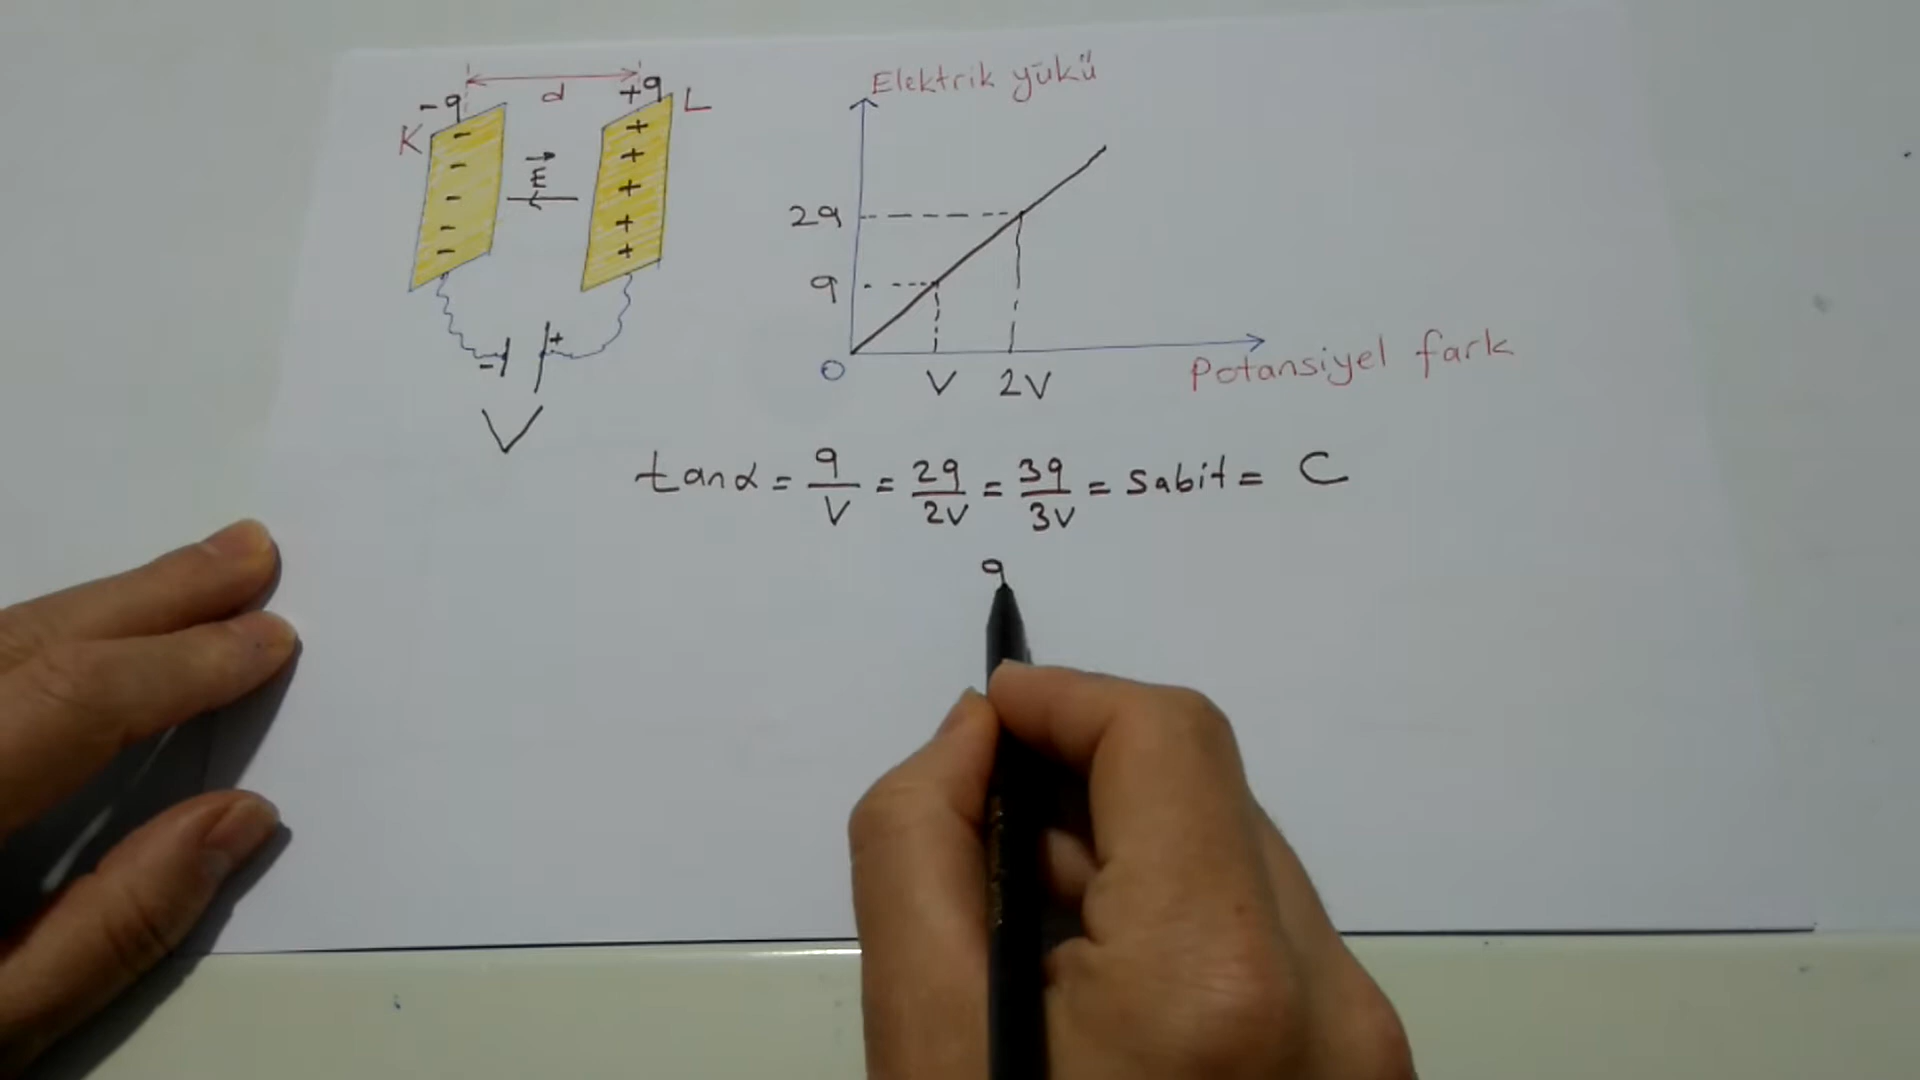 d
-q
+q
K
L
E
- +
V
Elektrik yükü
2q
q
0
V 2V
Potansiyel fark
tanα = q/V = 2q/2V = 3q/3V = Sabit = C
q